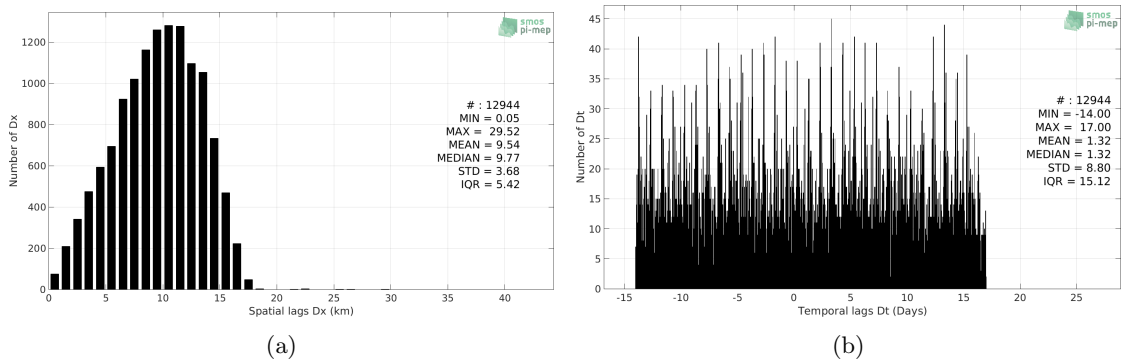 1200
1000
800
600
400
200
0
Number of Dx
0 5 10 15 20 25 30 35 40
Spatial lags Dx (km)
smos
pi-mep
# : 12944
MIN = 0.05
MAX = 29.52
MEAN = 9.54
MEDIAN = 9.77
STD = 3.68
IQR = 5.42
(a)
45
40
35
30
25
20
15
10
5
0
Number of Dt
-15 -10 -5 0 5 10 15 20 25
Temporal lags Dt (Days)
smos
pi-mep
# : 12944
MIN = -14.00
MAX = 17.00
MEAN = 1.32
MEDIAN = 1.32
STD = 8.80
IQR = 15.12
(b)